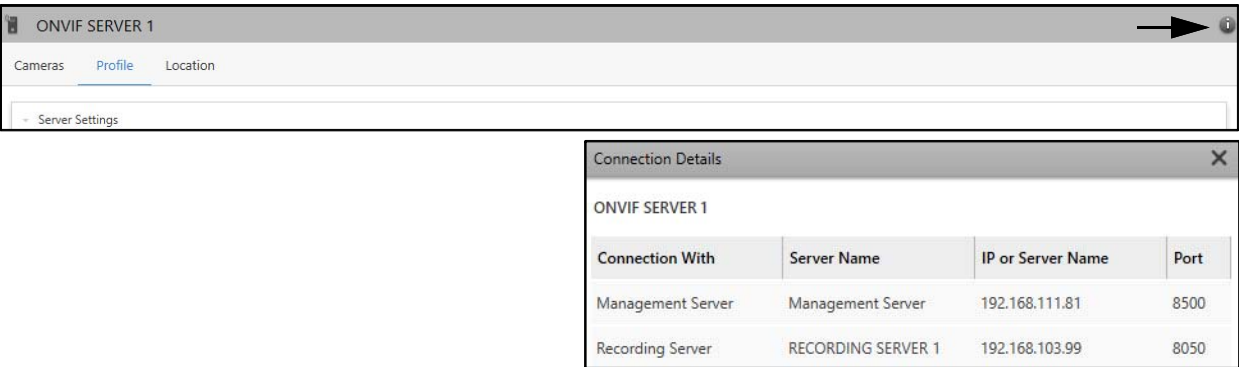 ONVIF SERVER 1
Cameras Profile Location
Server Settings
Connection Details
ONVIF SERVER 1
Connection With Server Name IP or Server Name Port
Management Server Management Server 192.168.111.81 8500
Recording Server RECORDING SERVER 1 192.168.103.99 8050